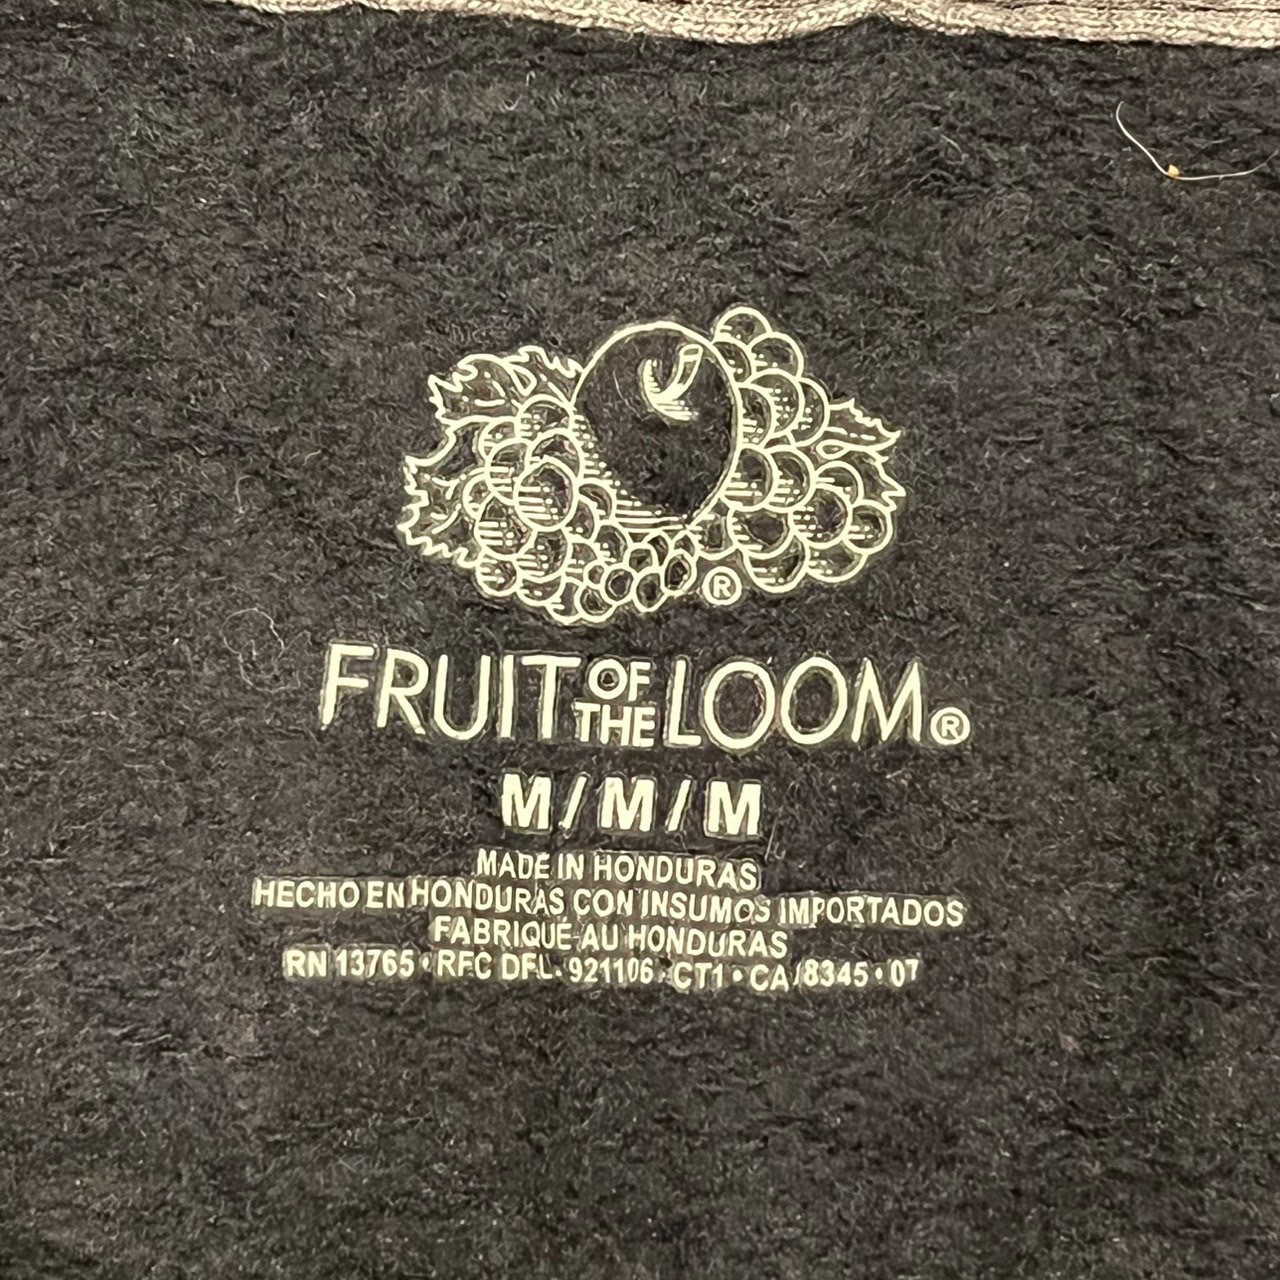 ®
FRUIT OF THE LOOM®
M/M/M
MADE IN HONDURAS
HECHO EN HONDURAS CON INSUMOS IMPORTADOS
FABRIQUÉ AU HONDURAS
RN 13765 • RFC DFL- 921106 - CT1 • CA 8345 • 07